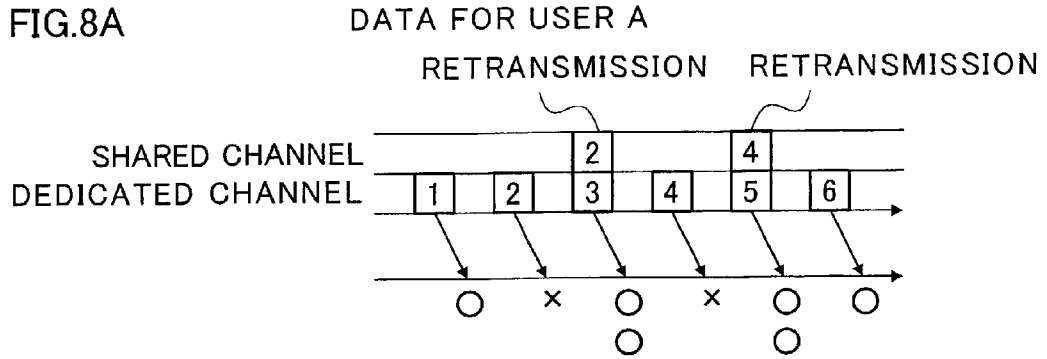 FIG.8A
DATA FOR USER A
RETRANSMISSION RETRANSMISSION
SHARED CHANNEL 2 4
DEDICATED CHANNEL 1 2 3 4 5 6
○ × ○ × ○ ○
○ ○